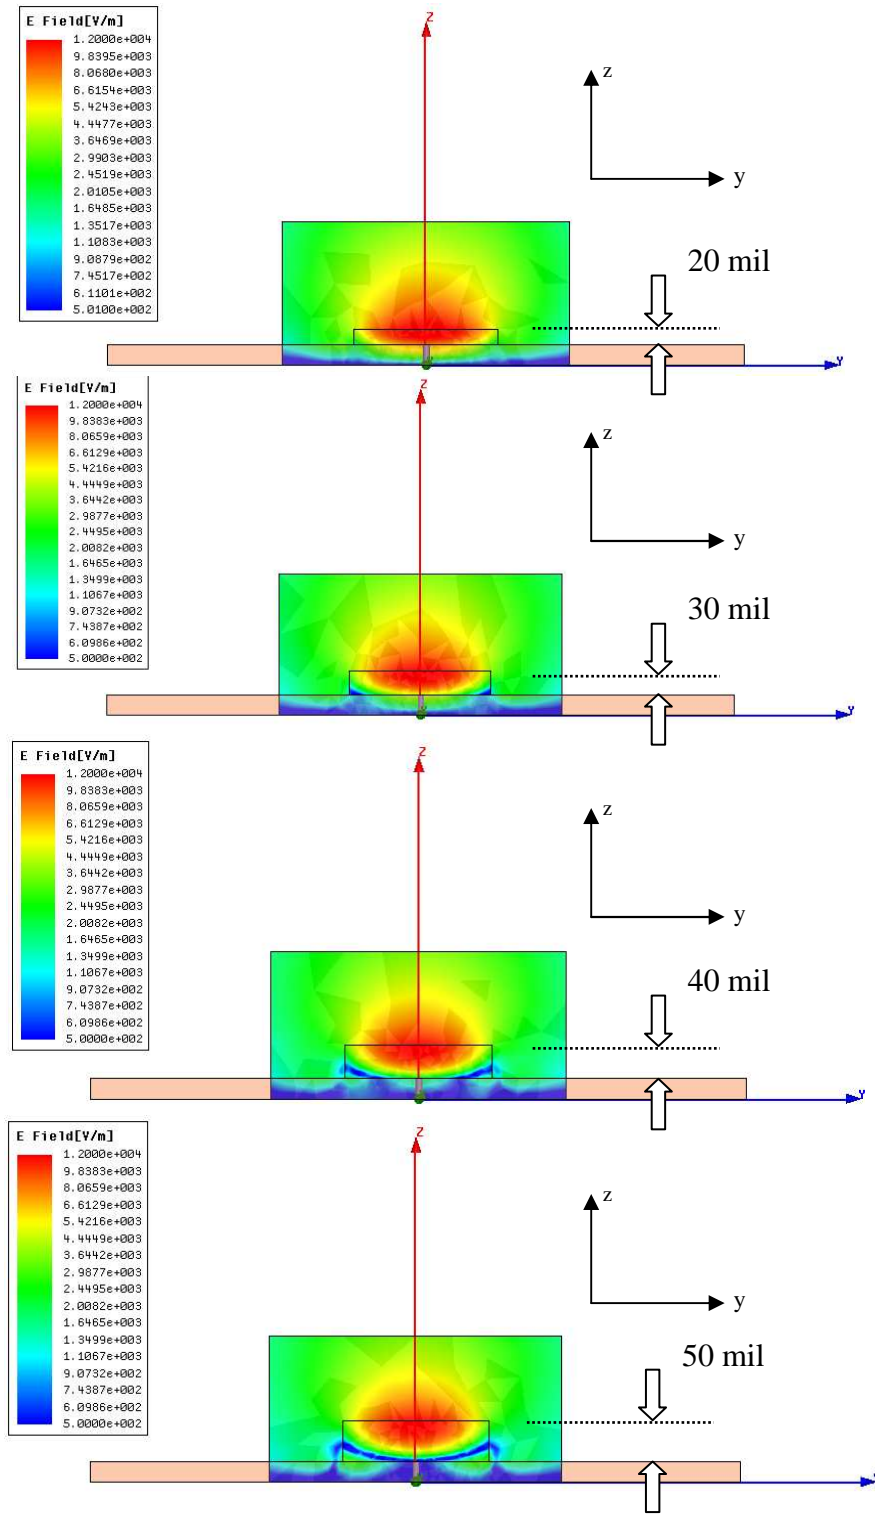 E Field[V/m]
1.2000e+004
9.8395e+003
8.0680e+003
6.6154e+003
5.4243e+003
4.4477e+003
3.6469e+003
2.9903e+003
2.4519e+003
2.0105e+003
1.6485e+003
1.3517e+003
1.1083e+003
9.0879e+002
7.4517e+002
6.1101e+002
5.0100e+002
Z
z
y
20 mil
Y
E Field[V/m]
1.2000e+004
9.8383e+003
8.0659e+003
6.6129e+003
5.4216e+003
4.4449e+003
3.6442e+003
2.9877e+003
2.4495e+003
2.0082e+003
1.6465e+003
1.3499e+003
1.1067e+003
9.0732e+002
7.4387e+002
6.0986e+002
5.0000e+002
Z
z
y
30 mil
Y
E Field[V/m]
1.2000e+004
9.8383e+003
8.0659e+003
6.6129e+003
5.4216e+003
4.4449e+003
3.6442e+003
2.9877e+003
2.4495e+003
2.0082e+003
1.6465e+003
1.3499e+003
1.1067e+003
9.0732e+002
7.4387e+002
6.0986e+002
5.0000e+002
Z
z
y
40 mil
Y
E Field[V/m]
1.2000e+004
9.8383e+003
8.0659e+003
6.6129e+003
5.4216e+003
4.4449e+003
3.6442e+003
2.9877e+003
2.4495e+003
2.0082e+003
1.6465e+003
1.3499e+003
1.1067e+003
9.0732e+002
7.4387e+002
6.0986e+002
5.0000e+002
Z
z
y
50 mil